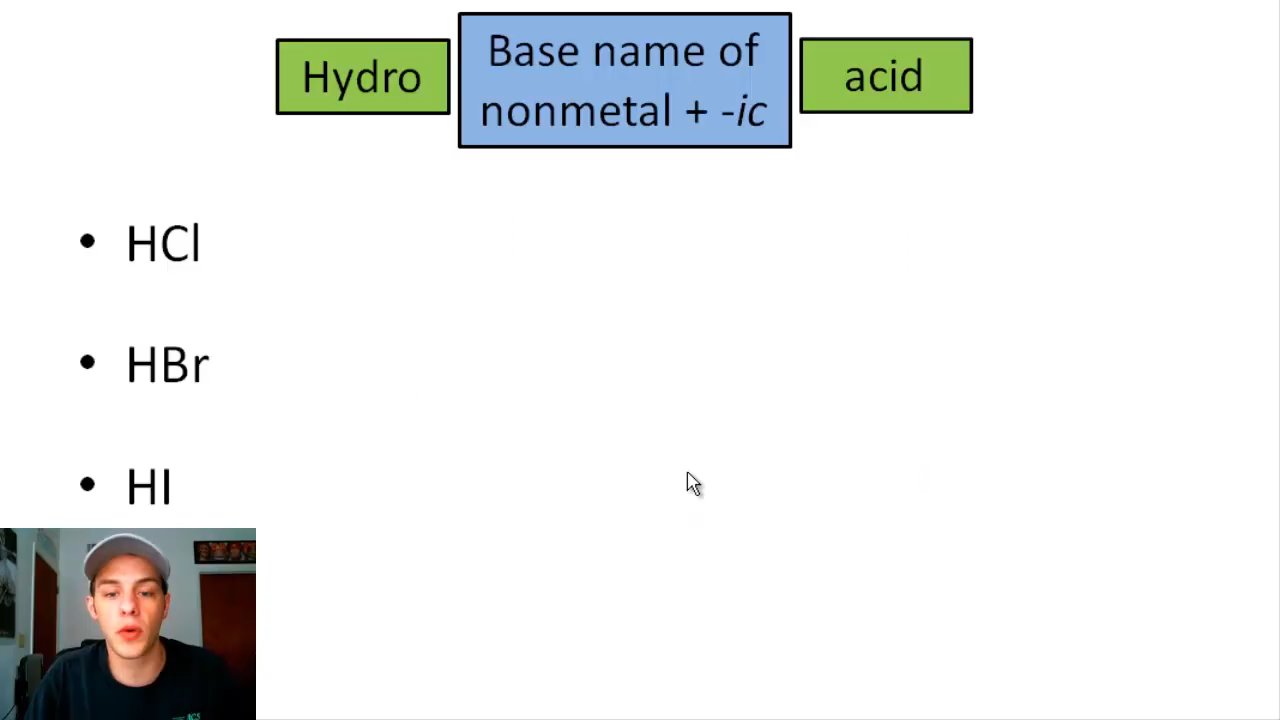 Hydro
Base name of
nonmetal + -ic
acid
• HCl
• HBr
• HI